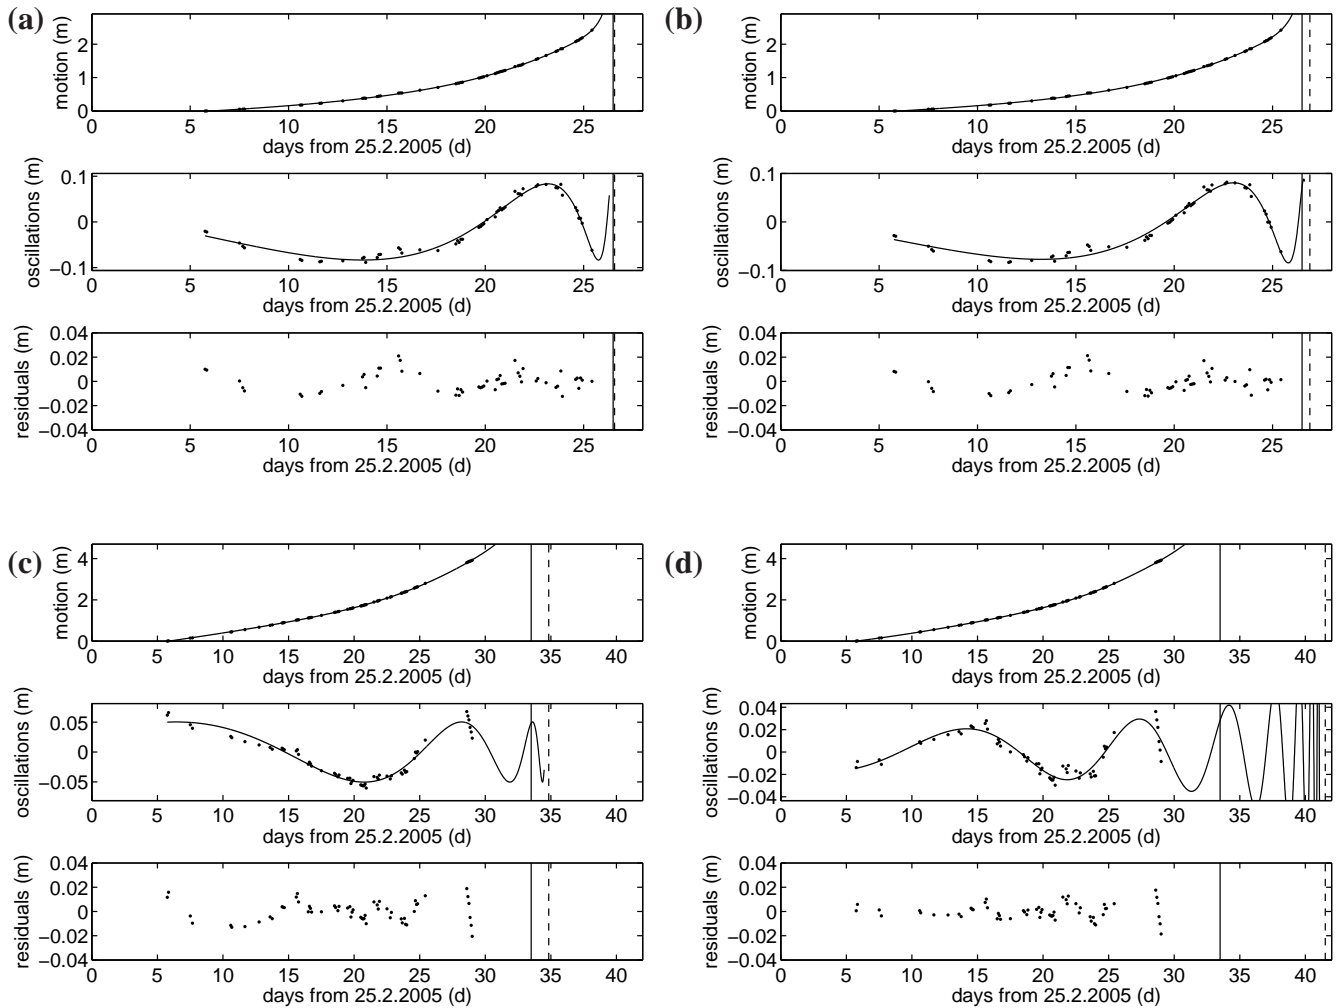 (a)
motion (m)
2
1
0
0 5 10 15 20 25
days from 25.2.2005 (d)
oscillations (m)
0.1
0
−0.1
0 5 10 15 20 25
days from 25.2.2005 (d)
residuals (m)
0.04
0.02
0
−0.02
−0.04
0 5 10 15 20 25
days from 25.2.2005 (d)
(b)
motion (m)
2
1
0
0 5 10 15 20 25
days from 25.2.2005 (d)
oscillations (m)
0.1
0
−0.1
0 5 10 15 20 25
days from 25.2.2005 (d)
residuals (m)
0.04
0.02
0
−0.02
−0.04
0 5 10 15 20 25
days from 25.2.2005 (d)
(c)
motion (m)
4
2
0
0 5 10 15 20 25 30 35 40
days from 25.2.2005 (d)
oscillations (m)
0.05
0
−0.05
0 5 10 15 20 25 30 35 40
days from 25.2.2005 (d)
residuals (m)
0.04
0.02
0
−0.02
−0.04
0 5 10 15 20 25 30 35 40
days from 25.2.2005 (d)
(d)
motion (m)
4
2
0
0 5 10 15 20 25 30 35 40
days from 25.2.2005 (d)
oscillations (m)
0.04
0.02
0
−0.02
−0.04
0 5 10 15 20 25 30 35 40
days from 25.2.2005 (d)
residuals (m)
0.04
0.02
0
−0.02
−0.04
0 5 10 15 20 25 30 35 40
days from 25.2.2005 (d)